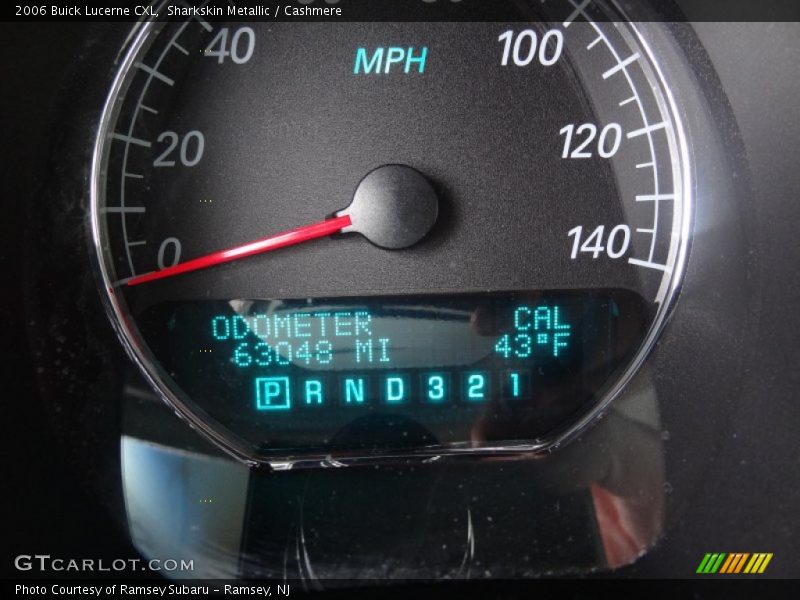 2006 Buick Lucerne CXL, Sharkskin Metallic / Cashmere
40
MPH
100
20
120
0
140
ODOMETER
CAL
63048 MI
43°F
P R N D 3 2 1
GTCARLOT.COM
Photo Courtesy of Ramsey Subaru - Ramsey, NJ